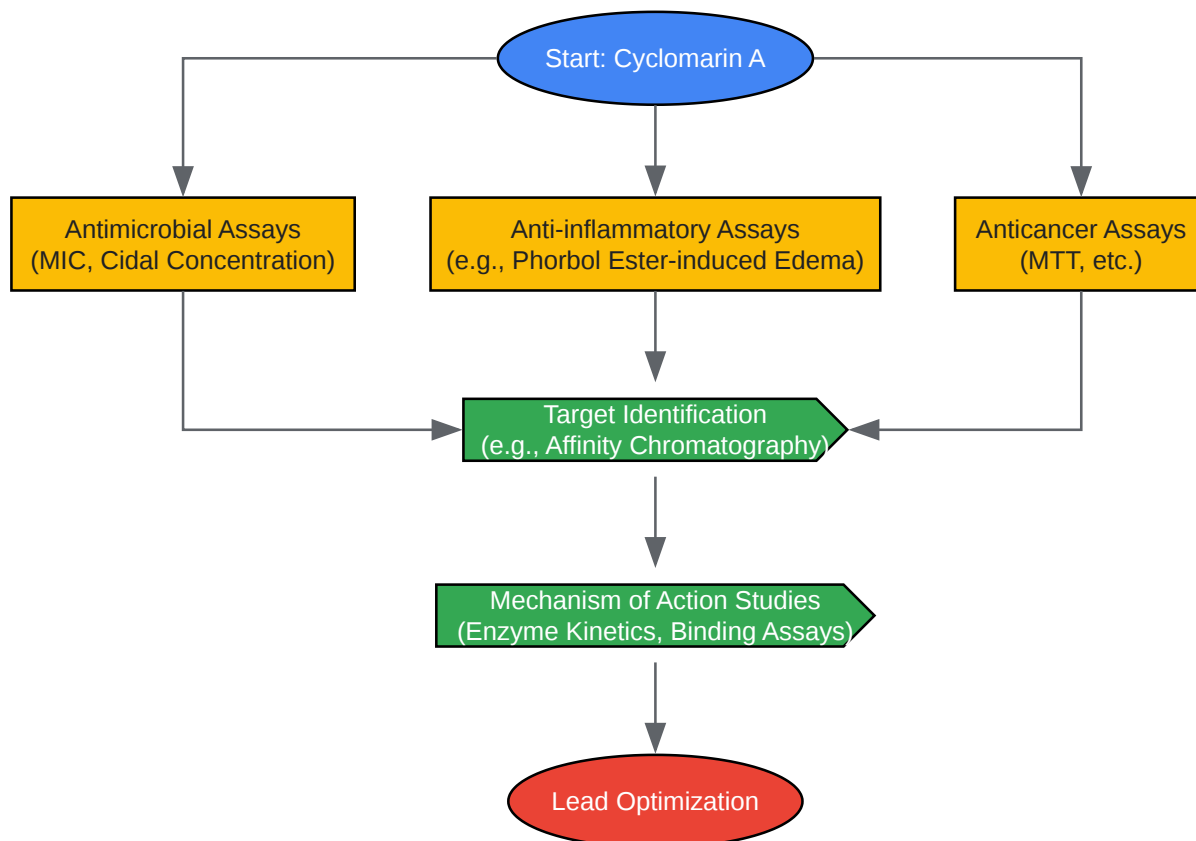 Start: Cyclomarin A
Antimicrobial Assays
(MIC, Cidal Concentration)
Anti-inflammatory Assays
(e.g., Phorbol Ester-induced Edema)
Anticancer Assays
(MTT, etc.)
Target Identification
(e.g., Affinity Chromatography)
Mechanism of Action Studies
(Enzyme Kinetics, Binding Assays)
Lead Optimization